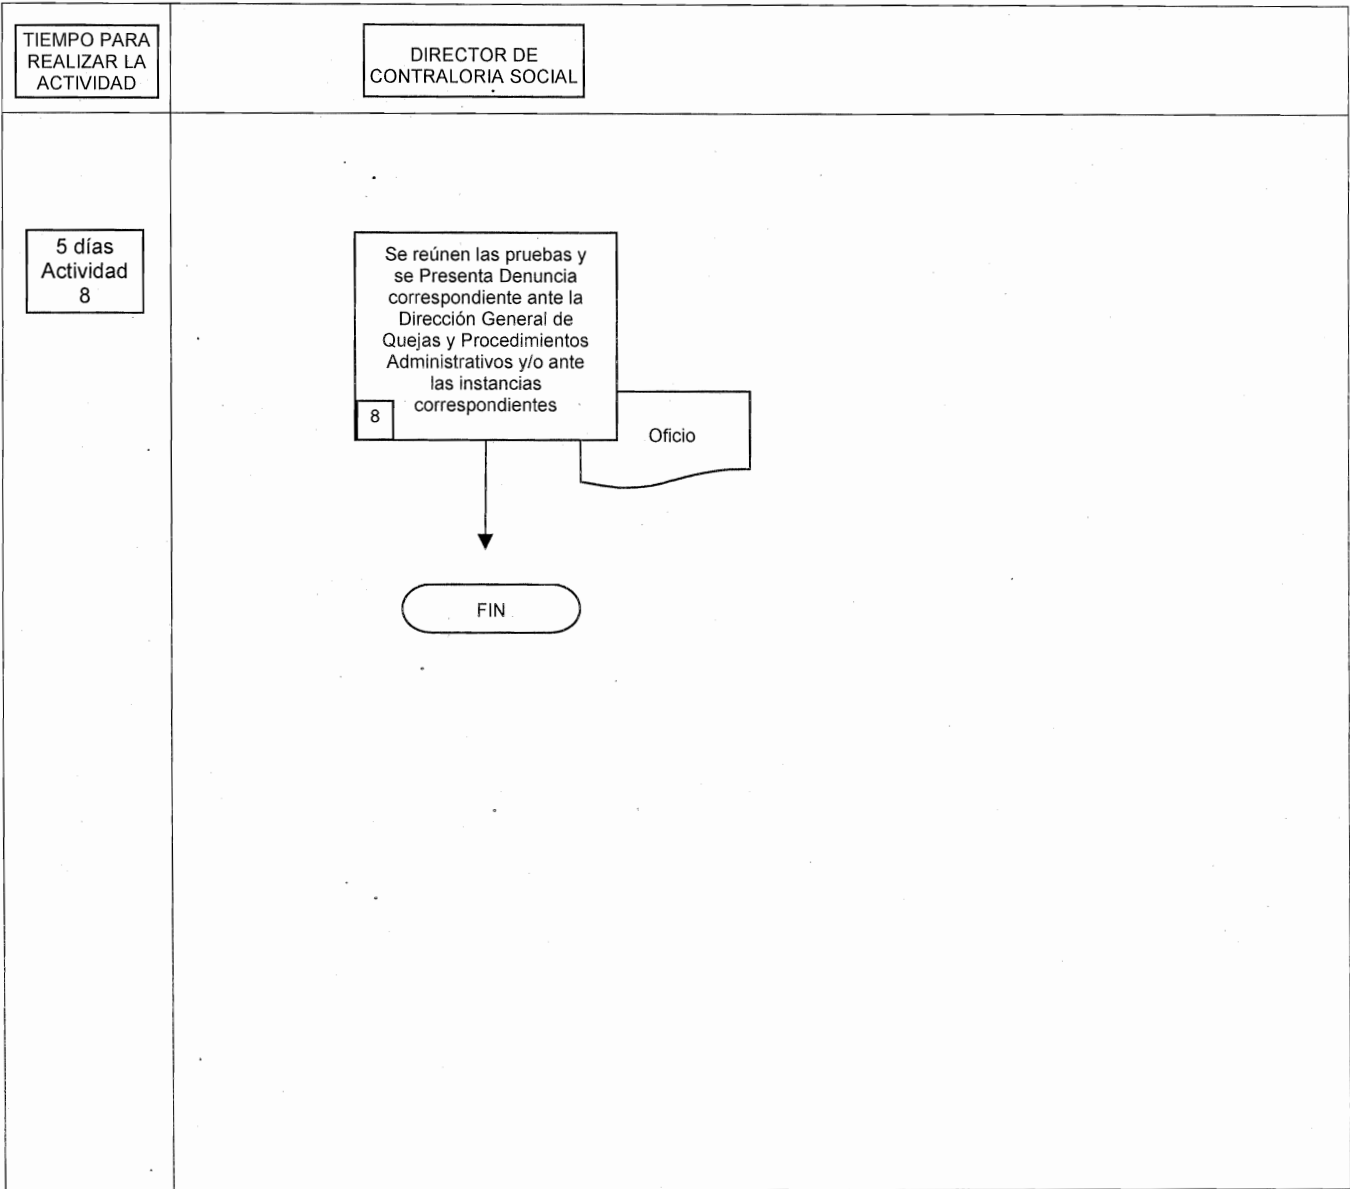 TIEMPO PARA
REALIZAR LA
ACTIVIDAD
DIRECTOR DE
CONTRALORIA SOCIAL
5 días
Actividad
8
Se reúnen las pruebas y
se Presenta Denuncia
correspondiente ante la
Dirección General de
Quejas y Procedimientos
Administrativos y/o ante
las instancias
correspondientes
8
Oficio
FIN